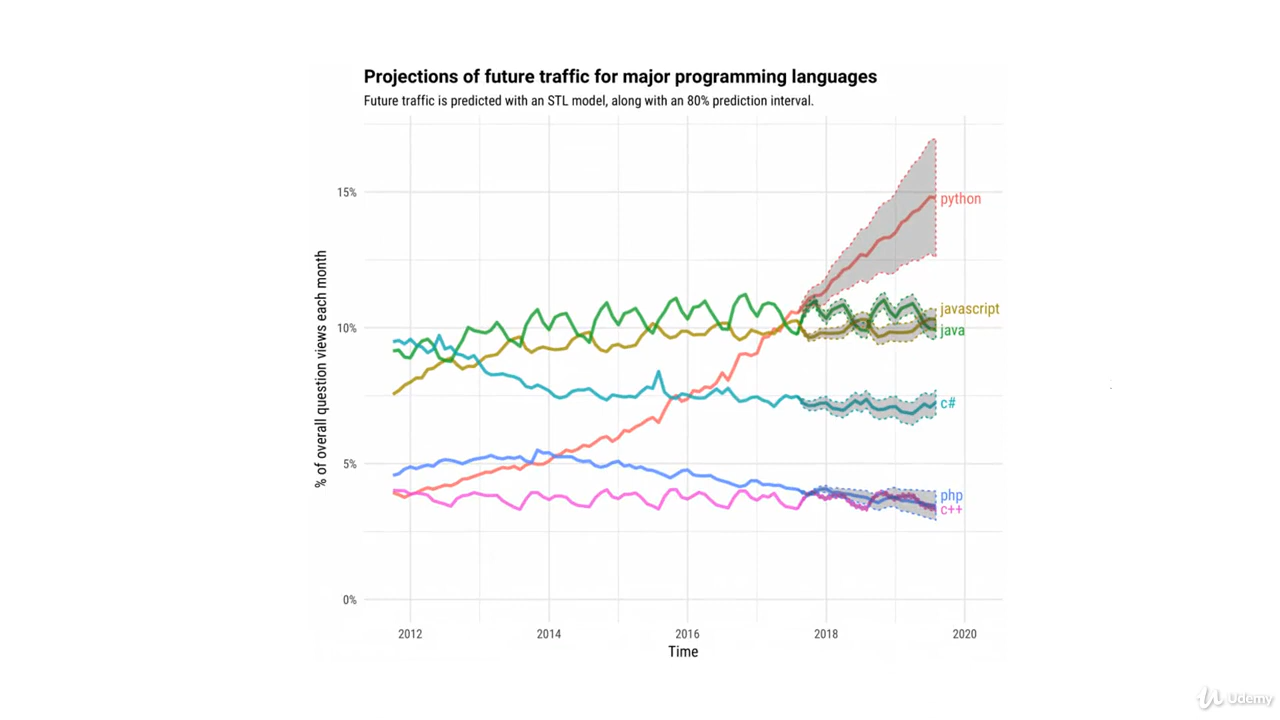 Projections of future traffic for major programming languages
Future traffic is predicted with an STL model, along with an 80% prediction interval.
% of overall question views each month
15%
10%
5%
0%
python
javascript
java
c#
php
c++
2012
2014
2016
2018
2020
Time
Udemy